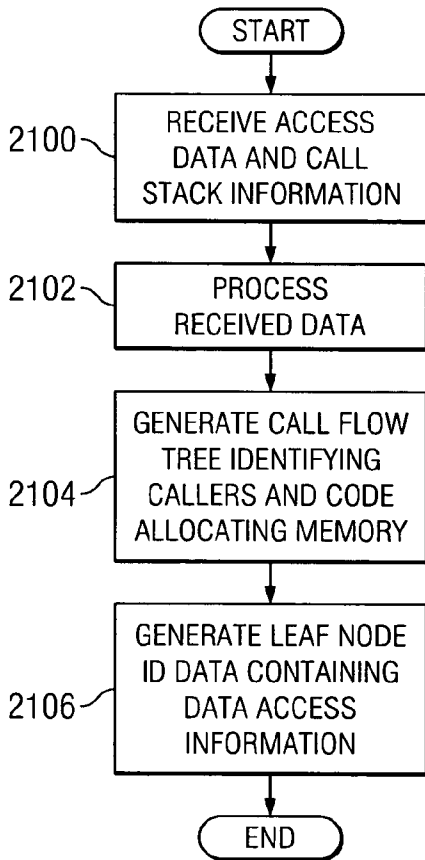 START
2100
RECEIVE ACCESS
DATA AND CALL
STACK INFORMATION
2102
PROCESS
RECEIVED DATA
2104
GENERATE CALL FLOW
TREE IDENTIFYING
CALLERS AND CODE
ALLOCATING MEMORY
2106
GENERATE LEAF NODE
ID DATA CONTAINING
DATA ACCESS
INFORMATION
END